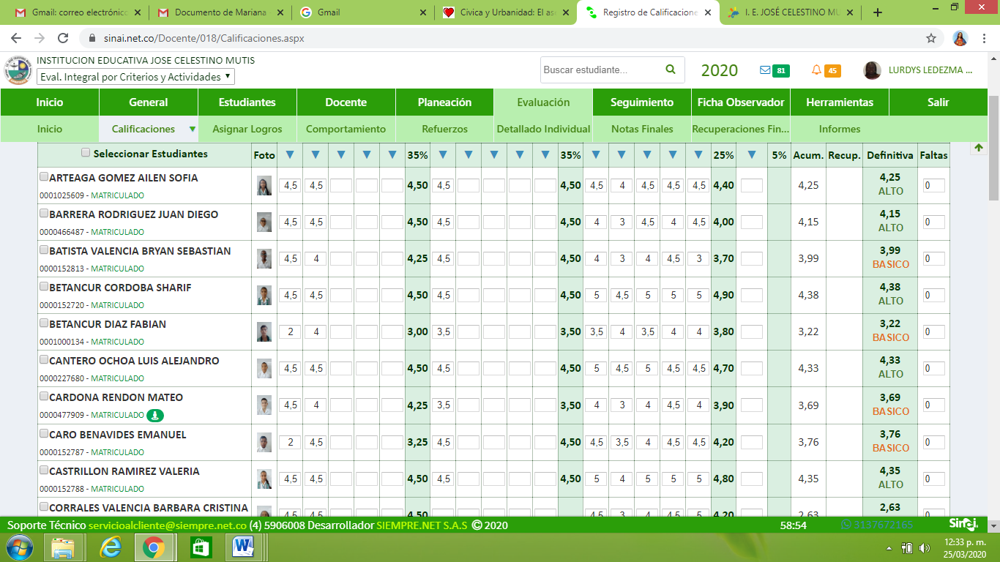 Gmail: correo electrónico
Documento de Mariana
Gmail
Civica y Urbanidad: El as
Registro de Calificacione
I. E. JOSÉ CELESTINO MU
sinai.net.co/Docente/018/Calificaciones.aspx
INSTITUCION EDUCATIVA JOSE CELESTINO MUTIS
Eval. Integral por Criterios y Actividades
Buscar estudiante...
2020
81
45
LURDYS LEDEZMA ...
Inicio General Estudiantes Docente Planeación Evaluación Seguimiento Ficha Observador Herramientas Salir
Inicio Calificaciones Asignar Logros Comportamiento Refuerzos Detallado Individual Notas Finales Recuperaciones Fin... Informes
Seleccionar Estudiantes Foto 35% 35% 25% 5% Acum. Recup. Definitiva Faltas
ARTEAGA GOMEZ AILEN SOFIA
0001025609 - MATRICULADO
4,5 4,5 4,50 4,5 4,50 4,5 4 4,5 4,5 4,5 4,40 4,25 4,25 ALTO 0
BARRERA RODRIGUEZ JUAN DIEGO
0000466487 - MATRICULADO
4,5 4,5 4,50 4,5 4,50 4 3 4,5 4 4,5 4,00 4,15 4,15 ALTO 0
BATISTA VALENCIA BRYAN SEBASTIAN
0000152813 - MATRICULADO
4,5 4 4,25 4,5 4,50 4 3 4 4,5 3 3,70 3,99 3,99 BASICO 0
BETANCUR CORDOBA SHARIF
0000152720 - MATRICULADO
4,5 4,5 4,50 4,5 4,50 5 4,5 5 5 5 4,90 4,38 4,38 ALTO 0
BETANCUR DIAZ FABIAN
0001000134 - MATRICULADO
2 4 3,00 3,5 3,50 3,5 4 3,5 4 4 3,80 3,22 3,22 BASICO 0
CANTERO OCHOA LUIS ALEJANDRO
0000227680 - MATRICULADO
4,5 4,5 4,50 4,5 4,50 5 4,5 5 4,5 4,5 4,70 4,33 4,33 ALTO 0
CARDONA RENDON MATEO
0000477909 - MATRICULADO
4,5 4 4,25 3,5 3,50 4 3 4 4,5 4 3,90 3,69 3,69 BASICO 0
CARO BENAVIDES EMANUEL
0000152787 - MATRICULADO
2 4,5 3,25 4,5 4,50 4,5 3,5 4 4,5 4,5 4,20 3,76 3,76 BASICO 0
CASTRILLON RAMIREZ VALERIA
0000152788 - MATRICULADO
4,5 4,5 4,50 4,5 4,50 5 4 5 5 5 4,80 4,35 4,35 ALTO 0
CORRALES VALENCIA BARBARA CRISTINA
4,5 4,5 4,50 4,5 3 4 4,5 5 4,20 2,63 2,63
Soporte Técnico servicioalcliente@siempre.net.co (4) 5906008 Desarrollador SIEMPRE.NET S.A.S © 2020 58:54 3137672165 Sinai
12:33 p. m.
25/03/2020